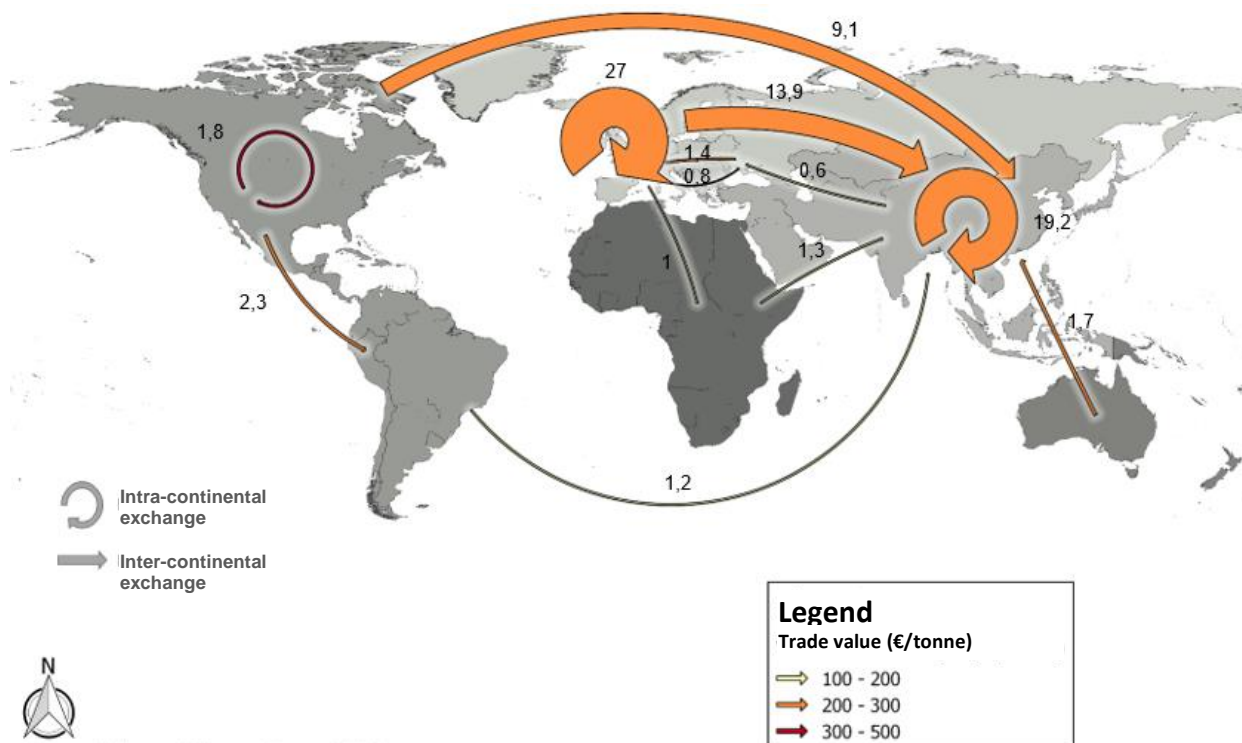 9,1
27
13,9
1,8
1.4
0.8
0,6
19,2
1,3
1
2,3
1,7
1,2
Intra-continental
exchange
Inter-continental
exchange
Legend
Trade value (€/tonne)
100 - 200
200 - 300
300 - 500
N